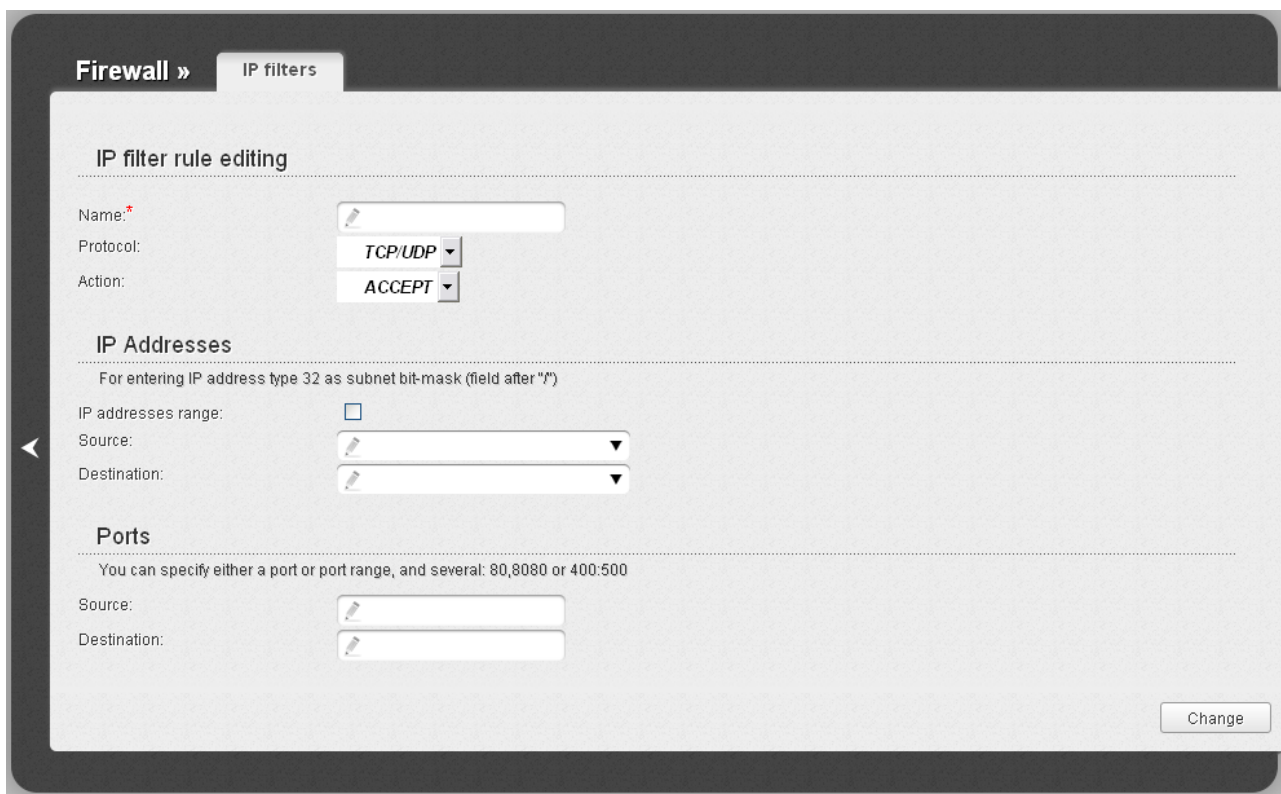 Firewall » IP filters
IP filter rule editing
Name:*
Protocol: TCP/UDP
Action: ACCEPT
IP Addresses
For entering IP address type 32 as subnet bit-mask (field after "/")
IP addresses range:
Source:
Destination:
Ports
You can specify either a port or port range, and several: 80,8080 or 400:500
Source:
Destination:
Change